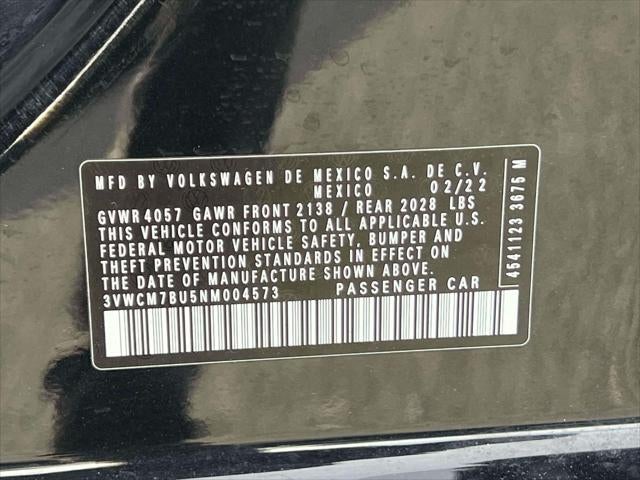 MFD BY VOLKSWAGEN DE MEXICO S.A. DE C.V.
MEXICO 02/22
GVWR 4057 GAWR FRONT 2138 / REAR 2028 LBS
THIS VEHICLE CONFORMS TO ALL APPLICABLE U.S.
FEDERAL MOTOR VEHICLE SAFETY, BUMPER AND
THEFT PREVENTION STANDARDS IN EFFECT ON
THE DATE OF MANUFACTURE SHOWN ABOVE.
3VWCM7BU5NM004573 PASSENGER CAR
4541123 3675 M